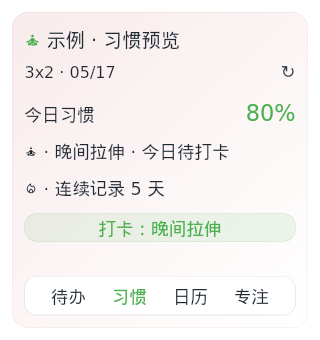 示例 · 习惯预览
3x2 · 05/17
今日习惯 80%
· 晚间拉伸 · 今日待打卡
· 连续记录 5 天
打卡：晚间拉伸
待办 习惯 日历 专注